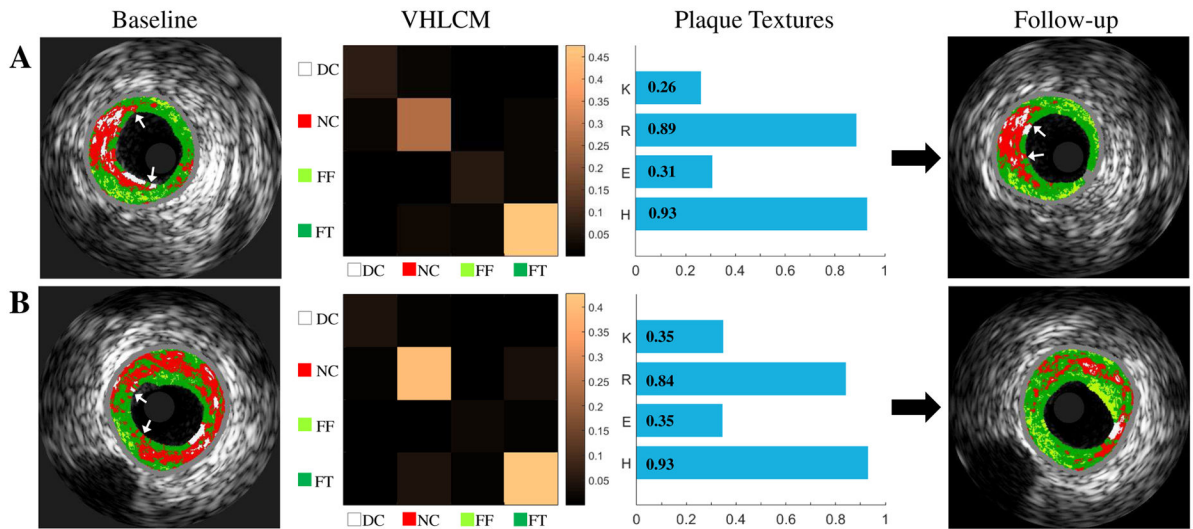 Baseline VHLCM Plaque Textures Follow-up
A
DC
NC
FF
FT
DC NC FF FT
0.45
0.4
0.35
0.3
0.25
0.2
0.15
0.1
0.05
K 0.26
R 0.89
E 0.31
H 0.93
0 0.2 0.4 0.6 0.8 1
B
DC
NC
FF
FT
DC NC FF FT
0.4
0.35
0.3
0.25
0.2
0.15
0.1
0.05
K 0.35
R 0.84
E 0.35
H 0.93
0 0.2 0.4 0.6 0.8 1